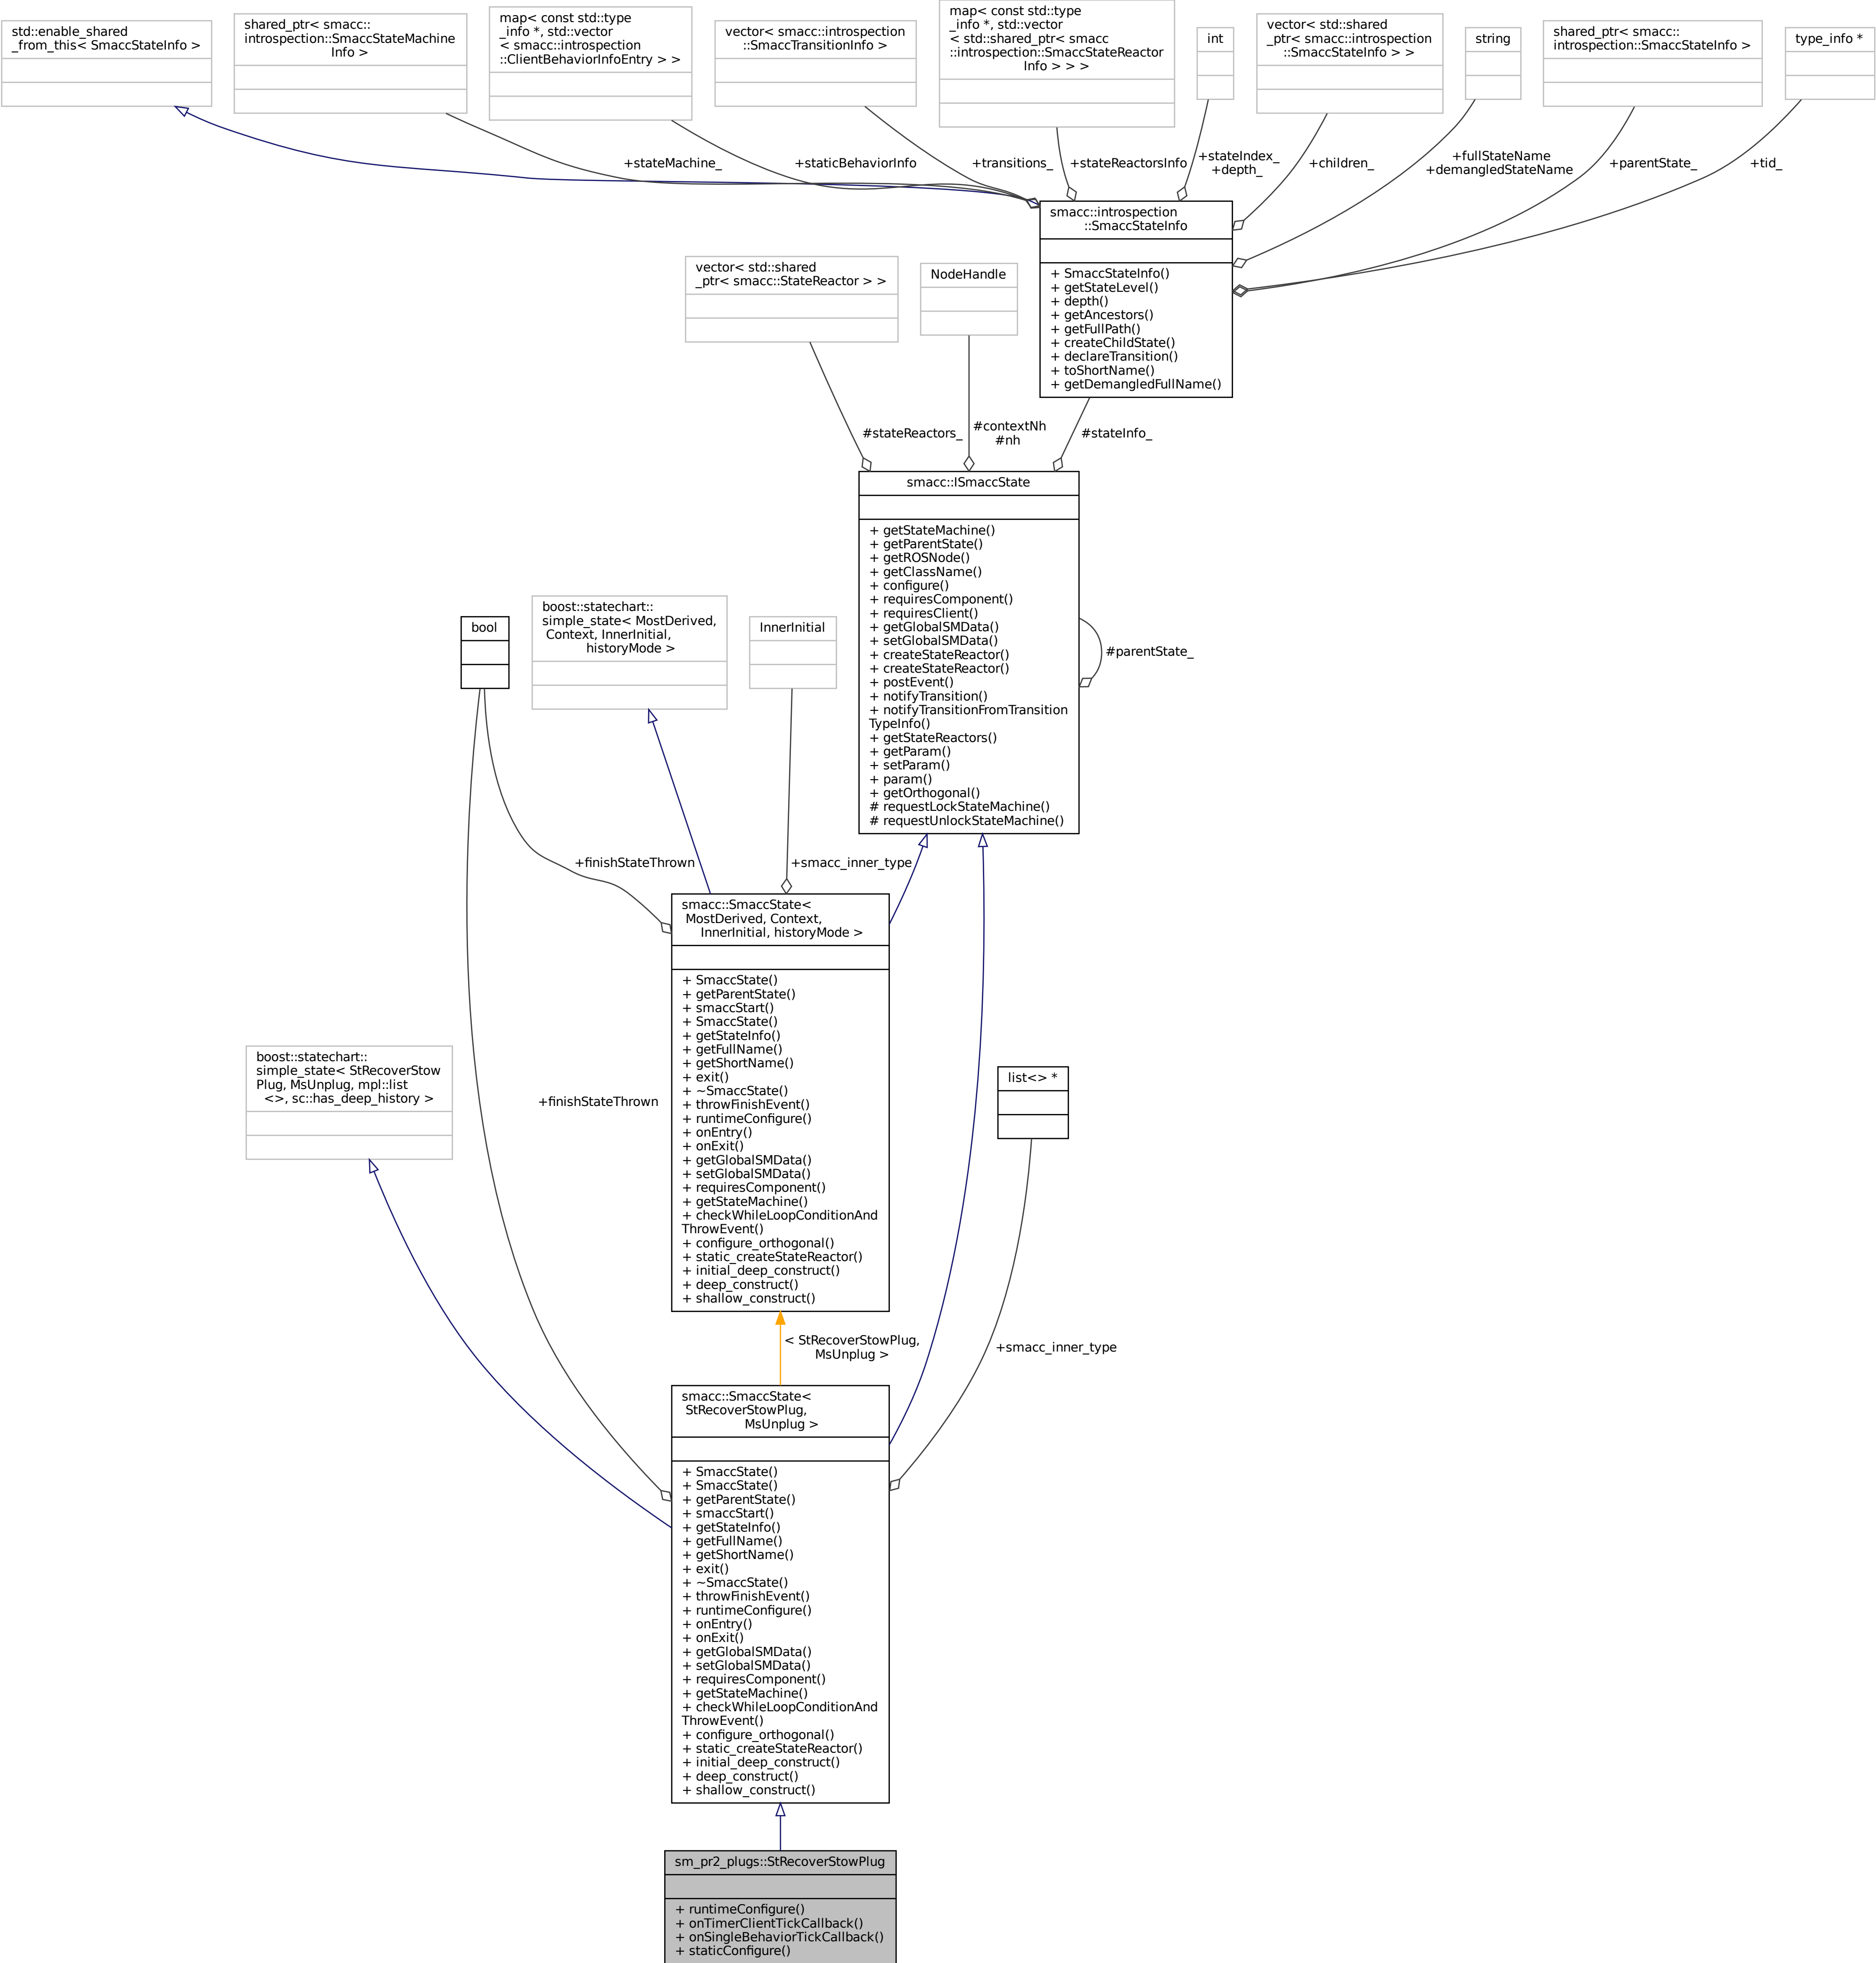 std::enable_shared
_from_this< SmaccStateInfo >
shared_ptr< smacc::
introspection::SmaccStateMachine
Info >
map< const std::type
_info *, std::vector
< smacc::introspection
::ClientBehaviorInfoEntry > >
vector< smacc::introspection
::SmaccTransitionInfo >
map< const std::type
_info *, std::vector
< std::shared_ptr< smacc
::introspection::SmaccStateReactor
Info > > >
int
vector< std::shared
_ptr< smacc::introspection
::SmaccStateInfo > >
string
shared_ptr< smacc::
introspection::SmaccStateInfo >
type_info *
+stateMachine_
+staticBehaviorInfo
+transitions_
+stateReactorsInfo
+stateIndex_
+depth_
+children_
+fullStateName
+demangledStateName
+parentState_
+tid_
smacc::introspection
::SmaccStateInfo
+ SmaccStateInfo()
+ getStateLevel()
+ depth()
+ getAncestors()
+ getFullPath()
+ createChildState()
+ declareTransition()
+ toShortName()
+ getDemangledFullName()
vector< std::shared
_ptr< smacc::StateReactor > >
NodeHandle
#stateReactors_
#contextNh
#nh
#stateInfo_
smacc::ISmaccState
+ getStateMachine()
+ getParentState()
+ getROSNode()
+ getClassName()
+ configure()
+ requiresComponent()
+ requiresClient()
+ getGlobalSMData()
+ setGlobalSMData()
+ createStateReactor()
+ createStateReactor()
+ postEvent()
+ notifyTransition()
+ notifyTransitionFromTransition
TypeInfo()
+ getStateReactors()
+ getParam()
+ setParam()
+ param()
+ getOrthogonal()
# requestLockStateMachine()
# requestUnlockStateMachine()
#parentState_
bool
boost::statechart::
simple_state< MostDerived,
Context, InnerInitial,
historyMode >
InnerInitial
+finishStateThrown
+smacc_inner_type
smacc::SmaccState<
MostDerived, Context,
InnerInitial, historyMode >
+ SmaccState()
+ getParentState()
+ smaccStart()
+ SmaccState()
+ getStateInfo()
+ getFullName()
+ getShortName()
+ exit()
+ ~SmaccState()
+ throwFinishEvent()
+ runtimeConfigure()
+ onEntry()
+ onExit()
+ getGlobalSMData()
+ setGlobalSMData()
+ requiresComponent()
+ getStateMachine()
+ checkWhileLoopConditionAnd
ThrowEvent()
+ configure_orthogonal()
+ static_createStateReactor()
+ initial_deep_construct()
+ deep_construct()
+ shallow_construct()
boost::statechart::
simple_state< StRecoverStow
Plug, MsUnplug, mpl::list
<>, sc::has_deep_history >
+finishStateThrown
list<> *
< StRecoverStowPlug,
MsUnplug >
+smacc_inner_type
smacc::SmaccState<
StRecoverStowPlug,
MsUnplug >
+ SmaccState()
+ SmaccState()
+ getParentState()
+ smaccStart()
+ getStateInfo()
+ getFullName()
+ getShortName()
+ exit()
+ ~SmaccState()
+ throwFinishEvent()
+ runtimeConfigure()
+ onEntry()
+ onExit()
+ getGlobalSMData()
+ setGlobalSMData()
+ requiresComponent()
+ getStateMachine()
+ checkWhileLoopConditionAnd
ThrowEvent()
+ configure_orthogonal()
+ static_createStateReactor()
+ initial_deep_construct()
+ deep_construct()
+ shallow_construct()
sm_pr2_plugs::StRecoverStowPlug
+ runtimeConfigure()
+ onTimerClientTickCallback()
+ onSingleBehaviorTickCallback()
+ staticConfigure()